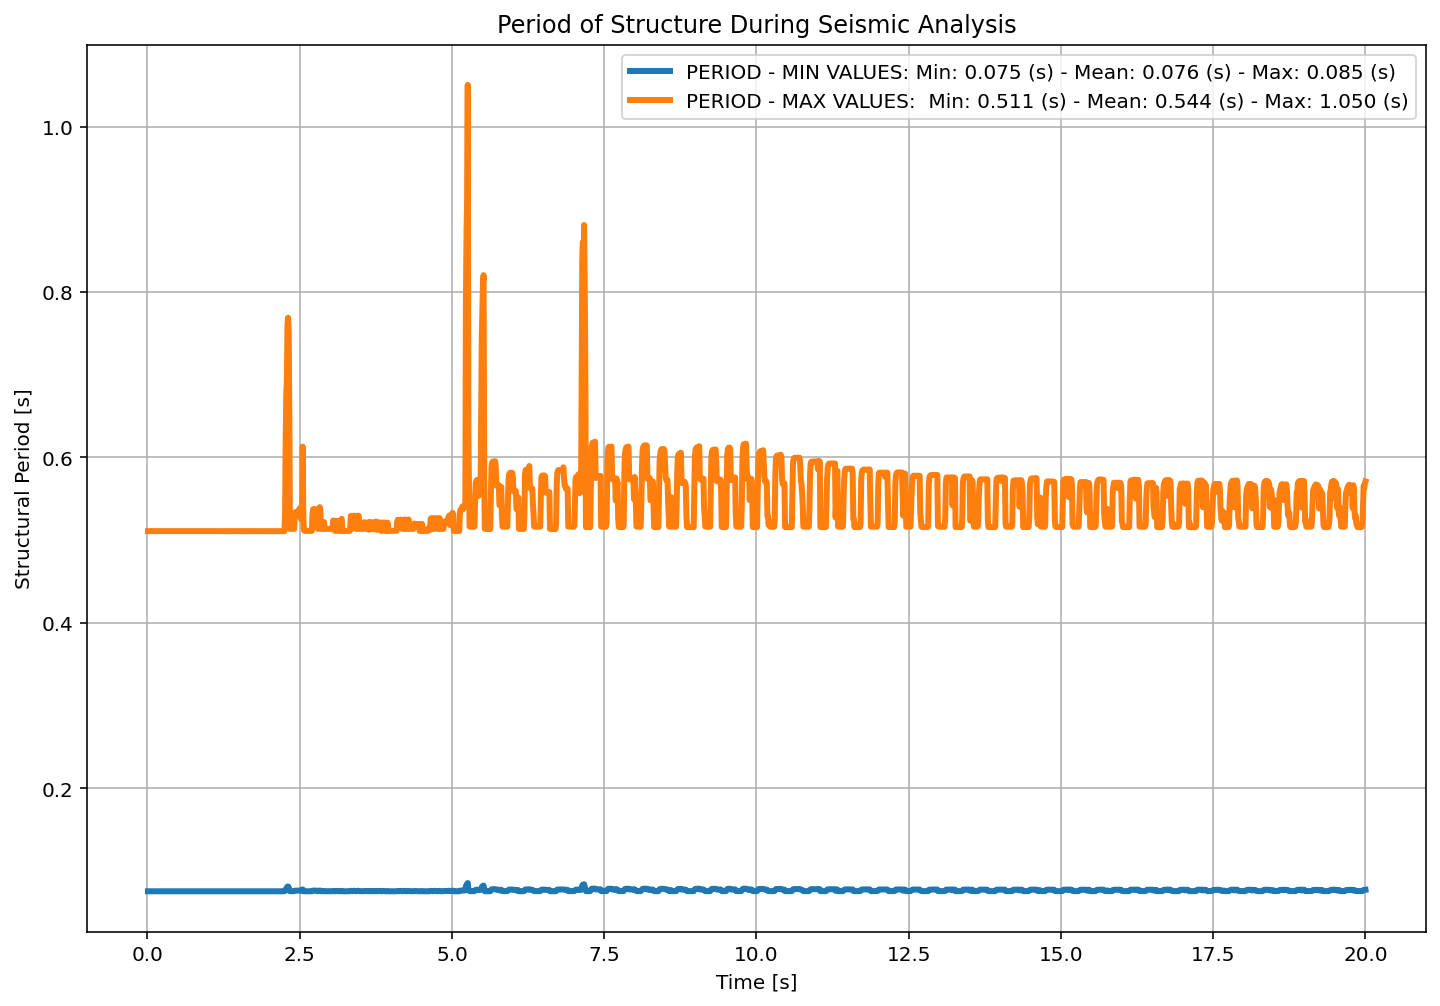 Period of Structure During Seismic Analysis
PERIOD - MIN VALUES: Min: 0.075 (s) - Mean: 0.076 (s) - Max: 0.085 (s)
PERIOD - MAX VALUES:  Min: 0.511 (s) - Mean: 0.544 (s) - Max: 1.050 (s)
Structural Period [s]
1.0
0.8
0.6
0.4
0.2
0.0 2.5 5.0 7.5 10.0 12.5 15.0 17.5 20.0
Time [s]